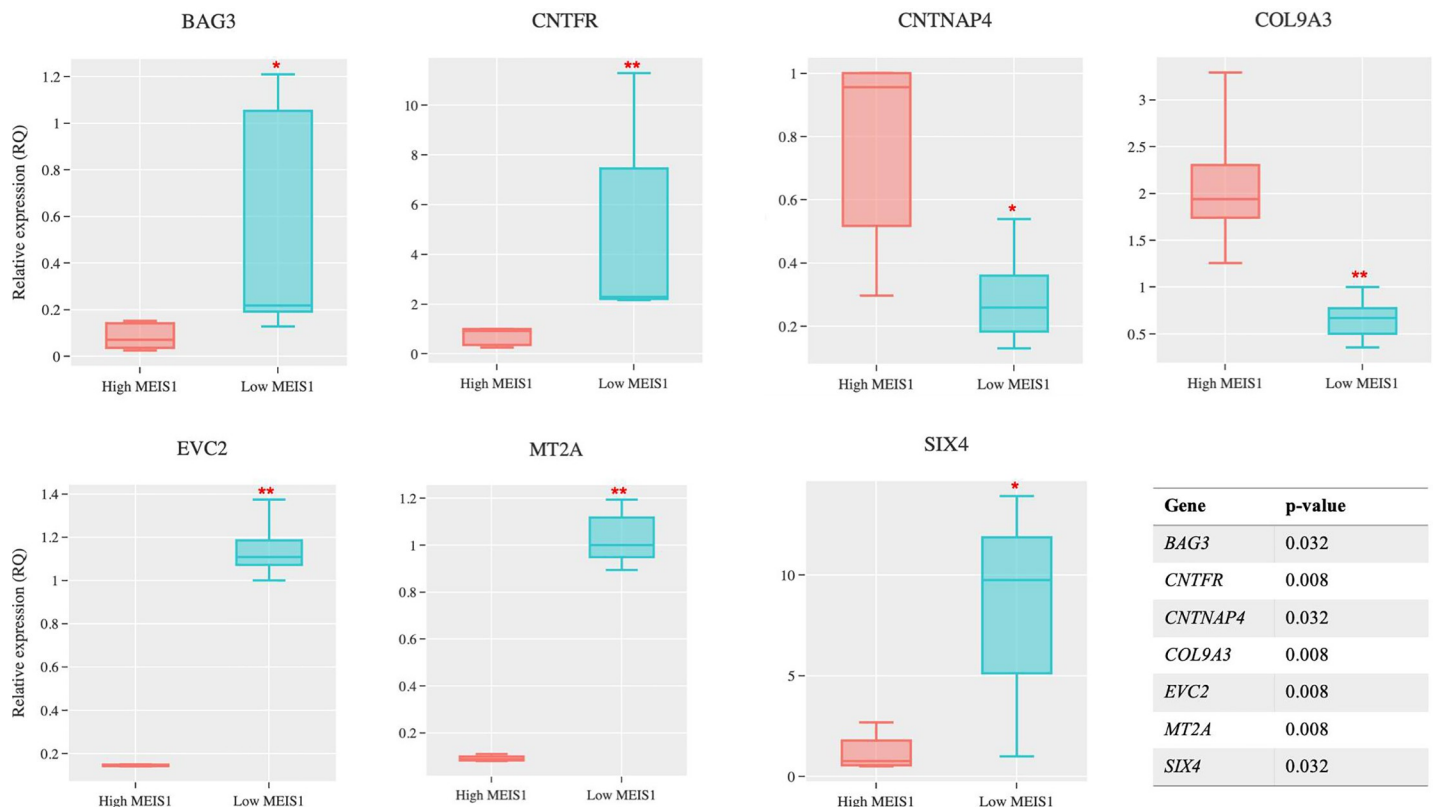 BAG3
CNTFR
CNTNAP4
COL9A3
Relative expression (RQ)
1.2
1
0.8
0.6
0.4
0.2
0
*
High MEIS1 Low MEIS1
10
8
6
4
2
0
**
High MEIS1 Low MEIS1
1
0.8
0.6
0.4
0.2
*
High MEIS1 Low MEIS1
3
2.5
2
1.5
1
0.5
**
High MEIS1 Low MEIS1
EVC2
MT2A
SIX4
Relative expression (RQ)
1.4
1.2
1
0.8
0.6
0.4
0.2
**
High MEIS1 Low MEIS1
1.2
1
0.8
0.6
0.4
0.2
**
High MEIS1 Low MEIS1
10
5
0
*
High MEIS1 Low MEIS1
Gene p-value
BAG3 0.032
CNTFR 0.008
CNTNAP4 0.032
COL9A3 0.008
EVC2 0.008
MT2A 0.008
SIX4 0.032